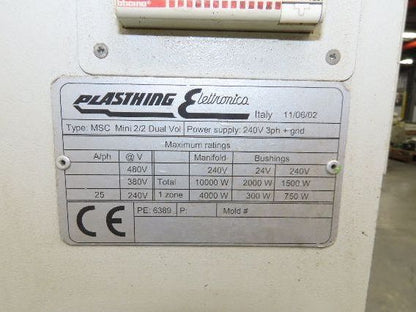 bticino
PLASTHING Elettronica
Italy 11/06/02
Type: MSC Mini 2/2 Dual Vol Power supply: 240V 3ph + grid
Maximum ratings
A/ph @ V Manifold Bushings
480V 240V 24V 240V
380V Total 10000 W 2000 W 1500 W
25 240V 1 zone 4000 W 300 W 750 W
CE PE: 6389 P: Mold #